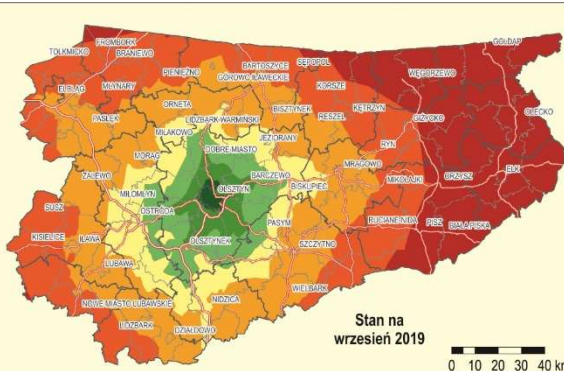 GOŁDAP
FROMBORK
TOLKMICKO
BRANIEWO
SĘPOPOL
BARTOSZYCE
WĘGORZEWO
PIENIĘŻNO
GÓROWO IŁAWECKIE
MŁYNARY
KORSZE
ELBLĄG
ORNETA
BISZTYNEK
KĘTRZYN
OLECKO
LIDZBARK-WARMIŃSKI
GIŻYCKO
PASŁĘK
RESZEL
MIŁAKOWO
JEZIORANY
RYN
DOBRE-MIASTO
MORĄG
MRĄGOWO
EŁK
ZALEWO
BARCZEWO
MIKOŁAJKI
ORZYSZ
OLSZTYN
BISKUPIEC
MIŁOMŁYN
SUSZ
OSTRÓDA
PASYM
RUCIANE-NIDA
PISZ
BIAŁA PISKA
KISIELICE
IŁAWA
OLSZTYNEK
SZCZYTNO
LUBAWA
WIELBARK
NOWE MIASTO LUBAWSKIE
NIDZICA
LIDZBARK
DZIAŁDOWO
Stan na
wrzesień 2019
0 10 20 30 40 km